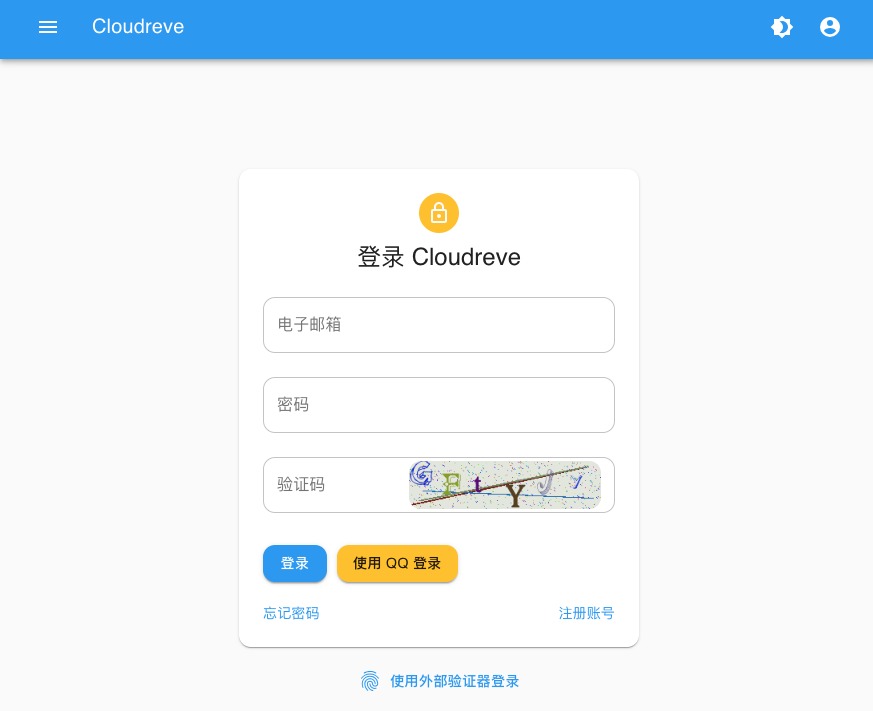 Cloudreve
登录 Cloudreve
电子邮箱
密码
验证码
登录 使用 QQ 登录
忘记密码 注册账号
使用外部验证器登录